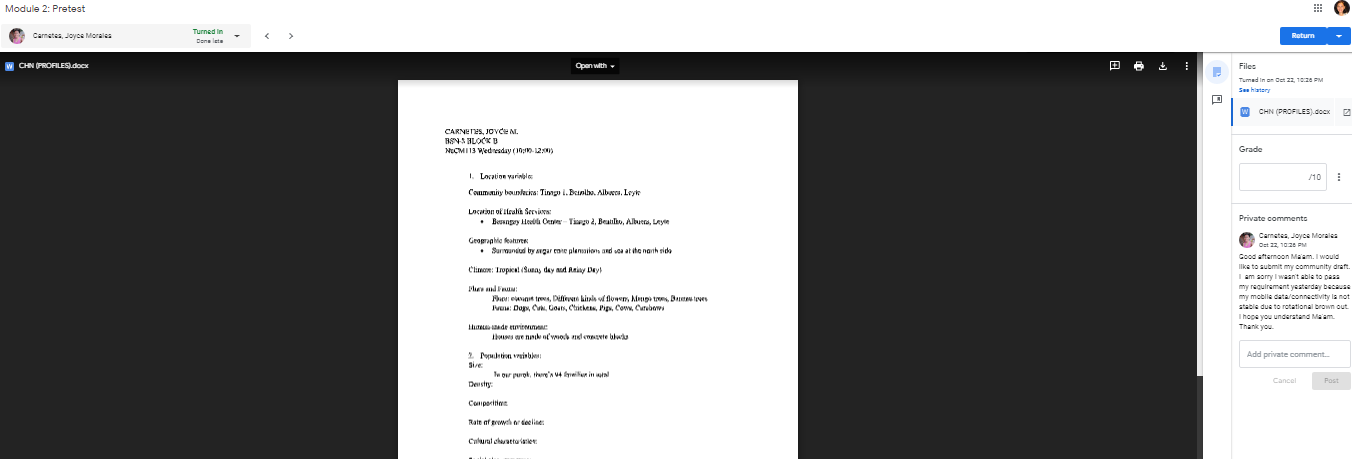 Module 2: Pretest
Carnetes, Joyce Morales
Turned in
Done late
Return
CHN (PROFILES).docx
Open with
CARNETES, JOYCE M.
BSN-3 BLOCK B
NCM113 Wednesday (10:00-12:00)
1. Location variable:
Community boundaries: Tinago 1, Benolho, Albuera, Leyte
Location of Health Services:
• Barangay Health Center – Tinago 2, Benolho, Albuera, Leyte
Geographic features:
• Surrounded by sugar cane plantations and sea at the north side
Climate: Tropical (Sunny day and Rainy Day)
Flora and Fauna:
Flora: coconut trees, Different kinds of flowers, Mango trees, Banana trees
Fauna: Dogs, Cats, Goats, Chickens, Pigs, Cows, Carabaos
Human-made environment:
Houses are made of woods and concrete blocks
2. Population variables:
Size:
In our purok, there's 94 families in total
Density:
Composition:
Rate of growth or decline:
Cultural characteristics:
Files
Turned in on Oct 22, 10:26 PM
See history
CHN (PROFILES).docx
Grade
/10
Private comments
Carnetes, Joyce Morales
Oct 22, 10:26 PM
Good afternoon Ma'am. I would
like to submit my community draft.
I am sorry I wasn't able to pass
my requirement yesterday because
my mobile data/connectivity is not
stable due to rotational brown out.
I hope you understand Ma'am.
Thank you.
Add private comment...
Cancel
Post